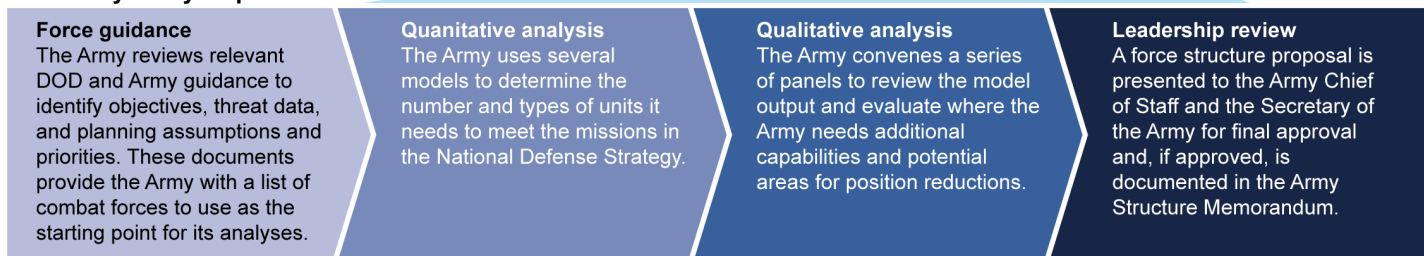 Force guidance
The Army reviews relevant
DOD and Army guidance to
identify objectives, threat data,
and planning assumptions and
priorities. These documents
provide the Army with a list of
combat forces to use as the
starting point for its analyses.
Quanitative analysis
The Army uses several
models to determine the
number and types of units it
needs to meet the missions in
the National Defense Strategy.
Qualitative analysis
The Army convenes a series
of panels to review the model
output and evaluate where the
Army needs additional
capabilities and potential
areas for position reductions.
Leadership review
A force structure proposal is
presented to the Army Chief
of Staff and the Secretary of
the Army for final approval
and, if approved, is
documented in the Army
Structure Memorandum.